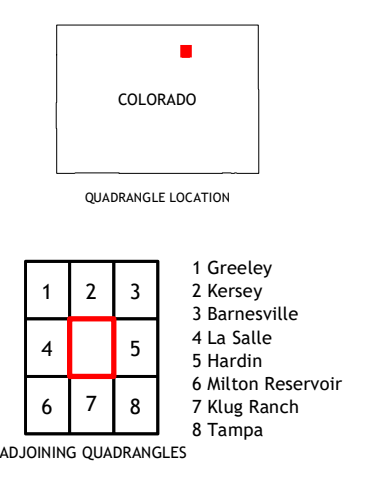 COLORADO
QUADRANGLE LOCATION
1 2 3
4 5
6 7 8
1 Greeley
2 Kersey
3 Barnesville
4 La Salle
5 Hardin
6 Milton Reservoir
7 Klug Ranch
8 Tampa
ADJOINING QUADRANGLES